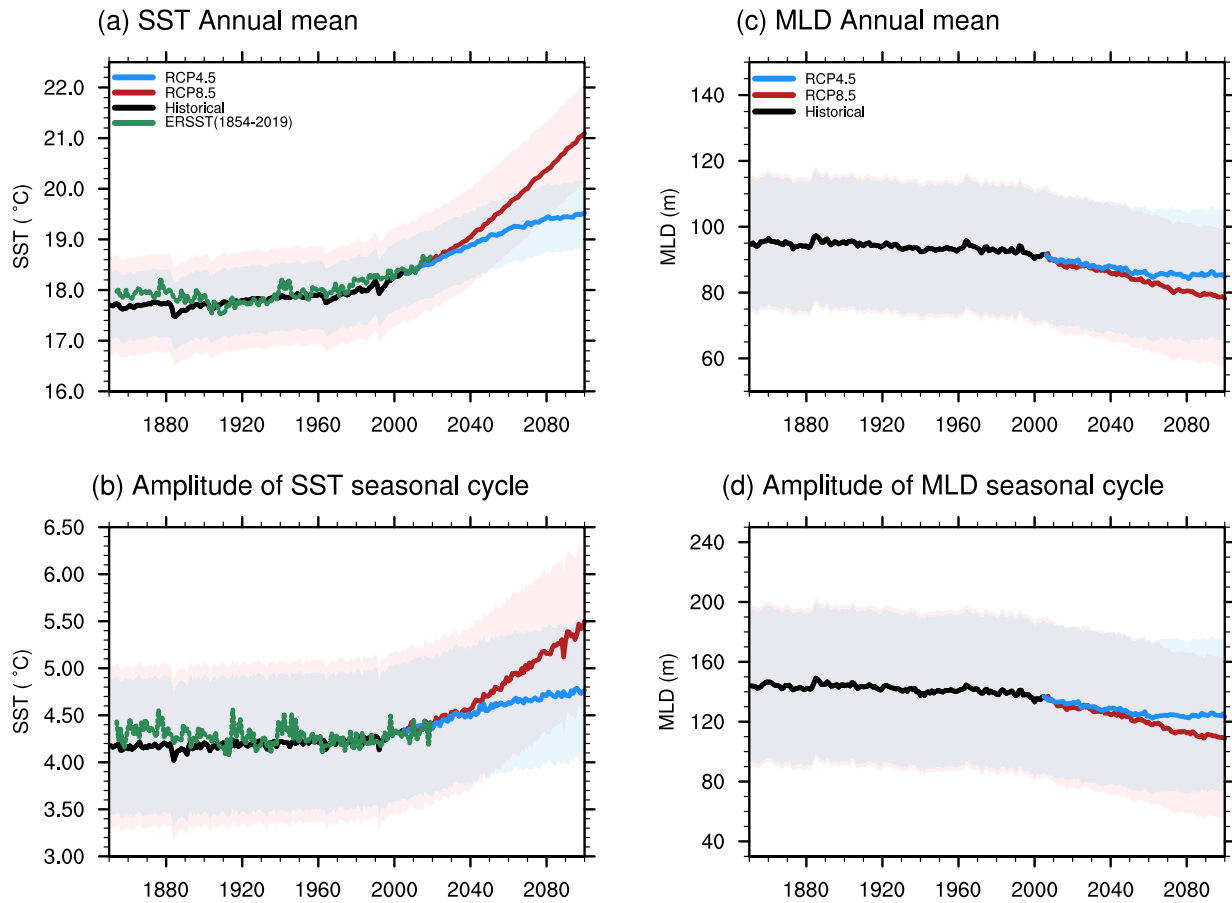 (a) SST Annual mean
RCP4.5
RCP8.5
Historical
ERSST(1854-2019)
SST ( °C)
22.0
21.0
20.0
19.0
18.0
17.0
16.0
1880 1920 1960 2000 2040 2080
(c) MLD Annual mean
RCP4.5
RCP8.5
Historical
MLD (m)
140
120
100
80
60
1880 1920 1960 2000 2040 2080
(b) Amplitude of SST seasonal cycle
SST ( °C)
6.50
6.00
5.50
5.00
4.50
4.00
3.50
3.00
1880 1920 1960 2000 2040 2080
(d) Amplitude of MLD seasonal cycle
MLD (m)
240
200
160
120
80
40
1880 1920 1960 2000 2040 2080